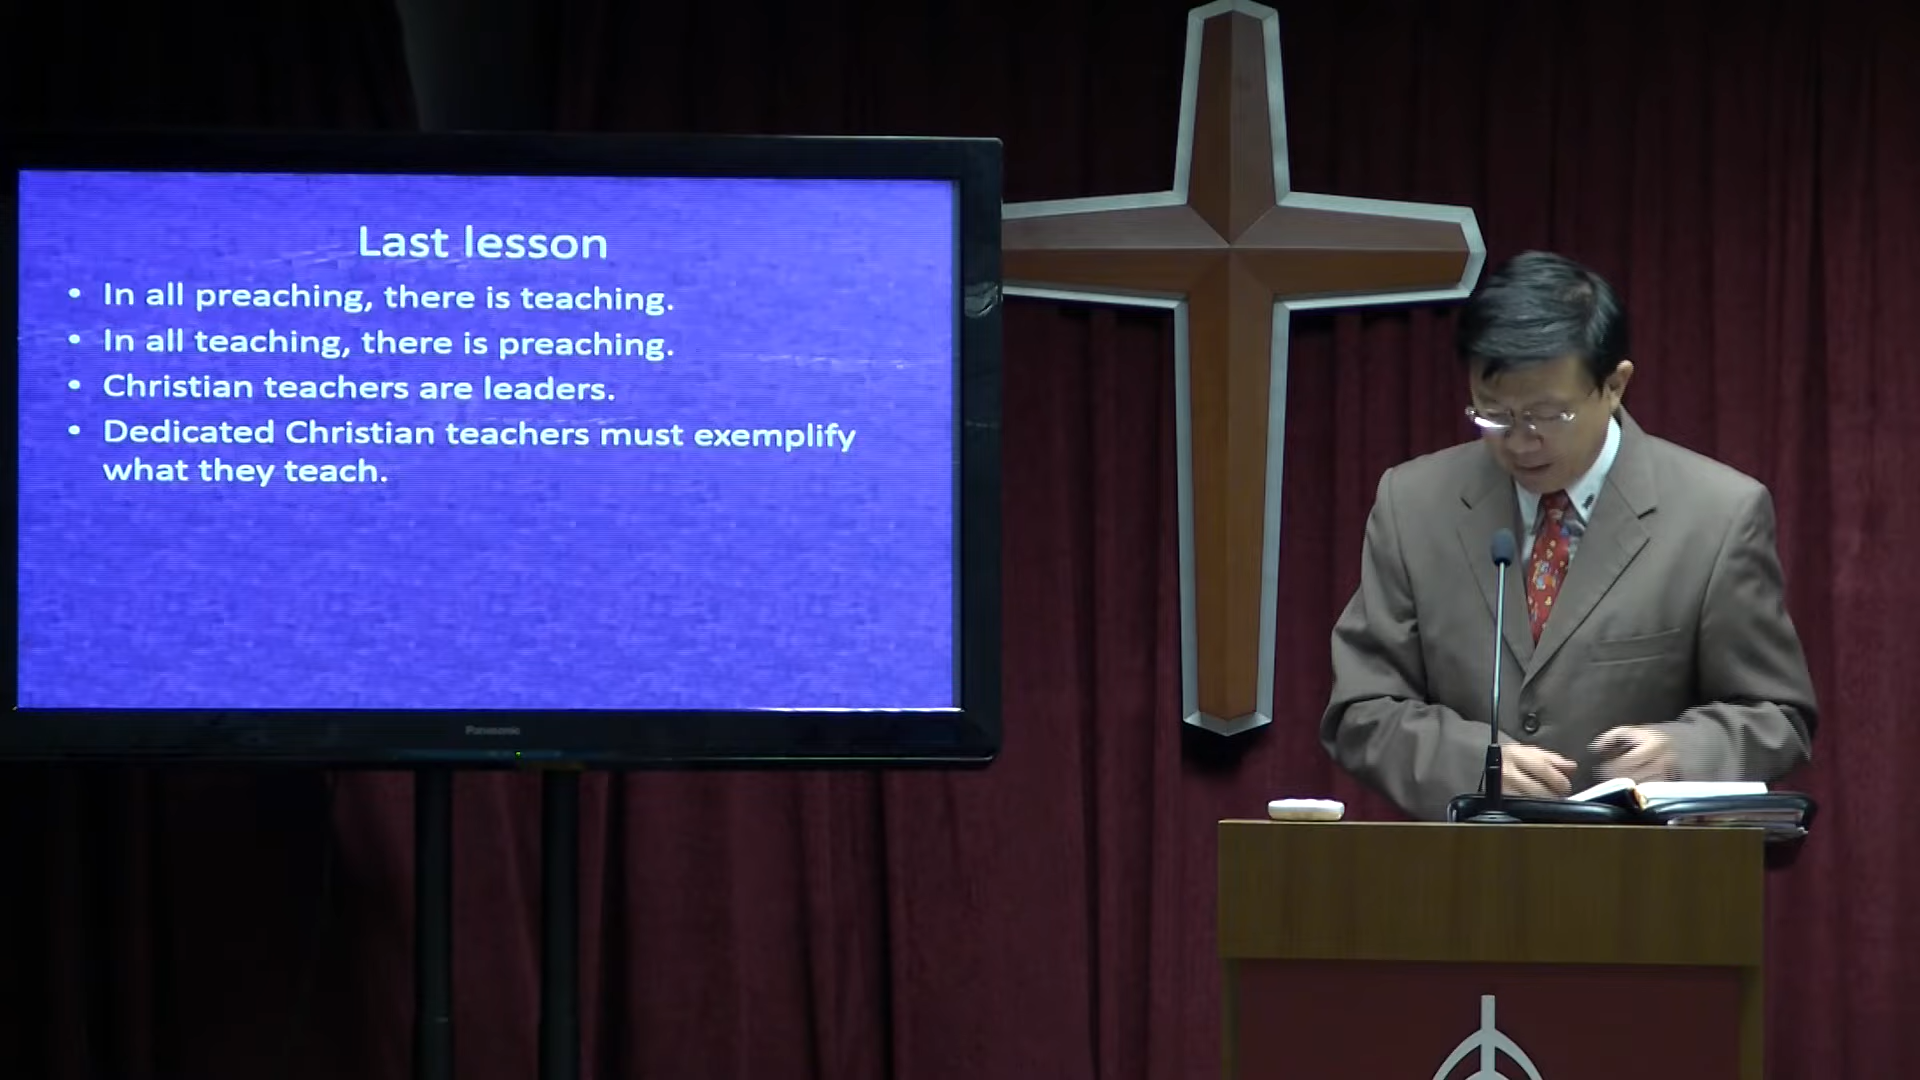 Last lesson
• In all preaching, there is teaching.
• In all teaching, there is preaching.
• Christian teachers are leaders.
• Dedicated Christian teachers must exemplify
what they teach.
Panasonic